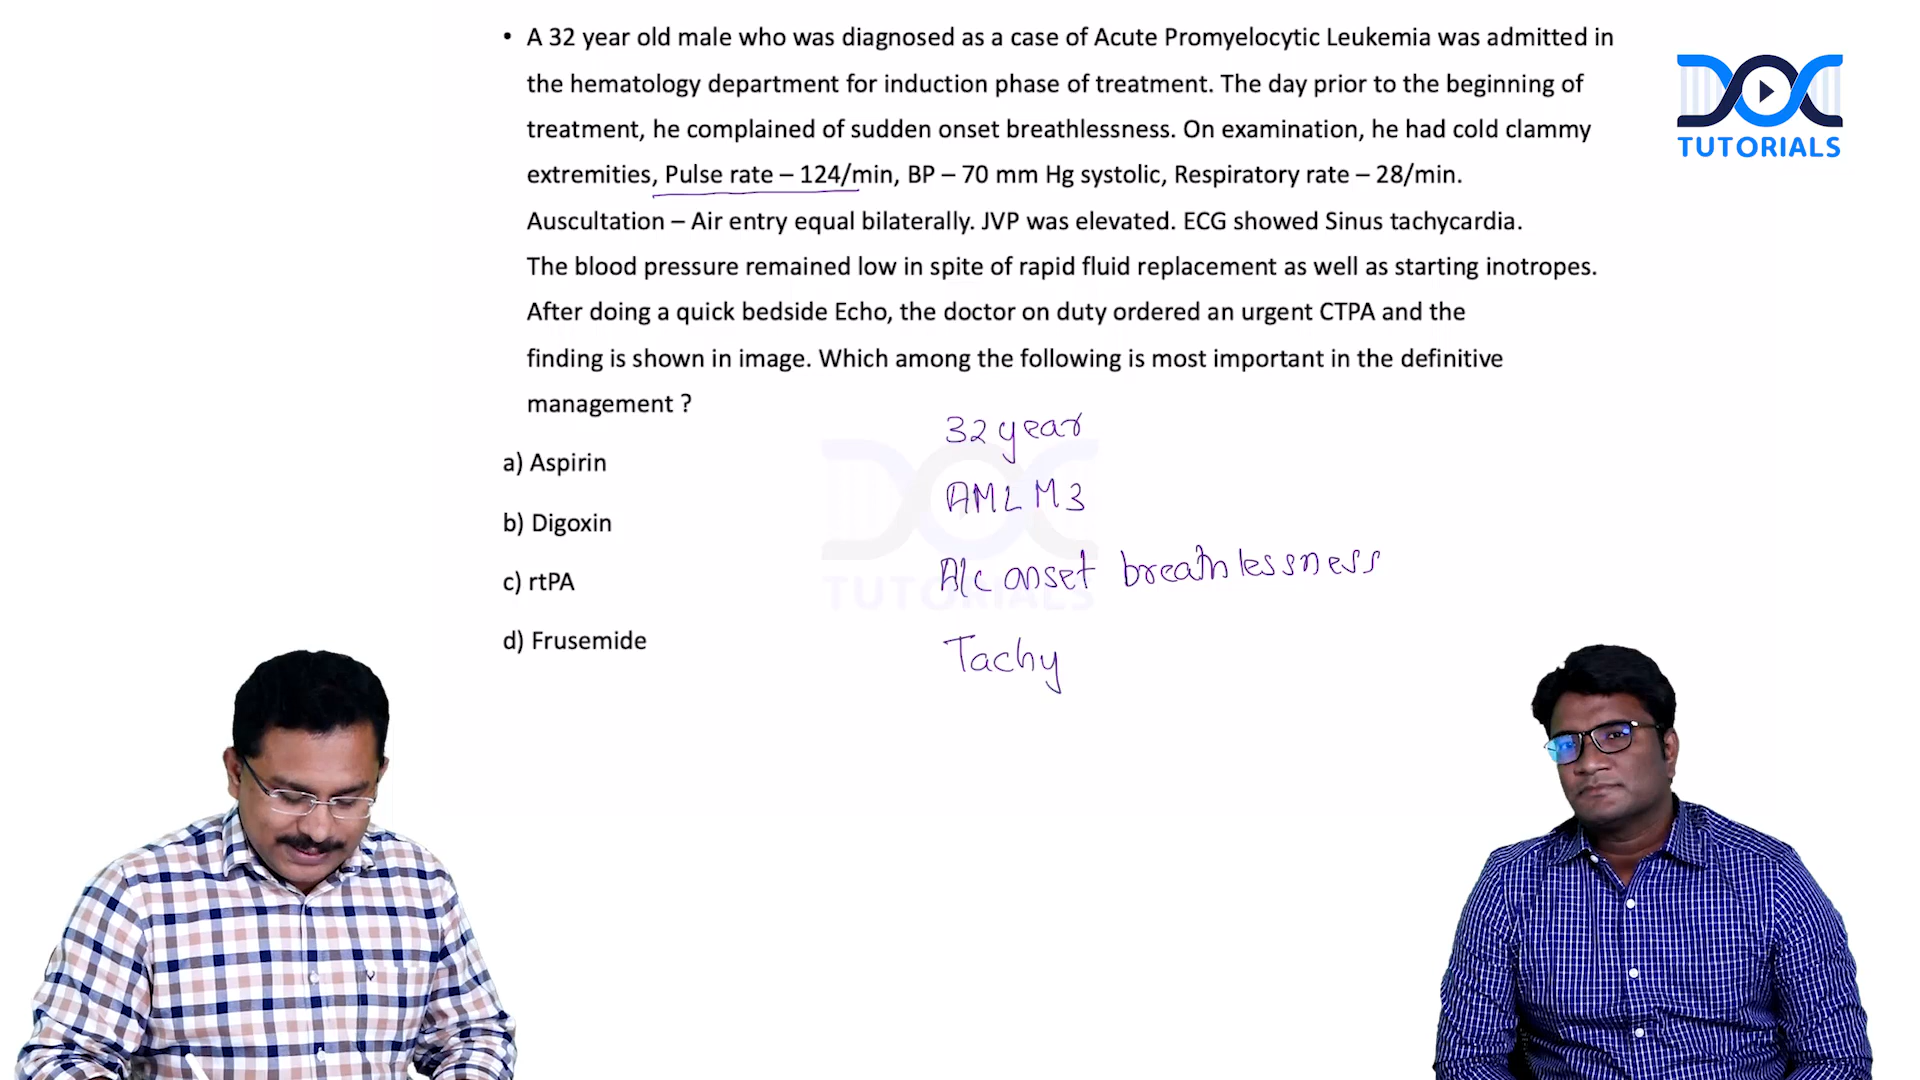 • A 32 year old male who was diagnosed as a case of Acute Promyelocytic Leukemia was admitted in
the hematology department for induction phase of treatment. The day prior to the beginning of
treatment, he complained of sudden onset breathlessness. On examination, he had cold clammy
extremities, Pulse rate – 124/min, BP – 70 mm Hg systolic, Respiratory rate – 28/min.
Auscultation – Air entry equal bilaterally. JVP was elevated. ECG showed Sinus tachycardia.
The blood pressure remained low in spite of rapid fluid replacement as well as starting inotropes.
After doing a quick bedside Echo, the doctor on duty ordered an urgent CTPA and the
finding is shown in image. Which among the following is most important in the definitive
management ?
a) Aspirin
b) Digoxin
c) rtPA
d) Frusemide
32 year
AML M3
A/c onset breathlessness
Tachy
DOC
TUTORIALS
DOC
TUTORIALS